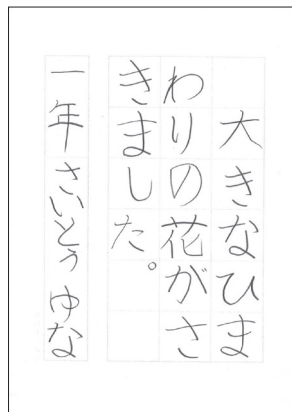 大きなひま
わりの花がさ
きました。
一年 さいとう ゆな